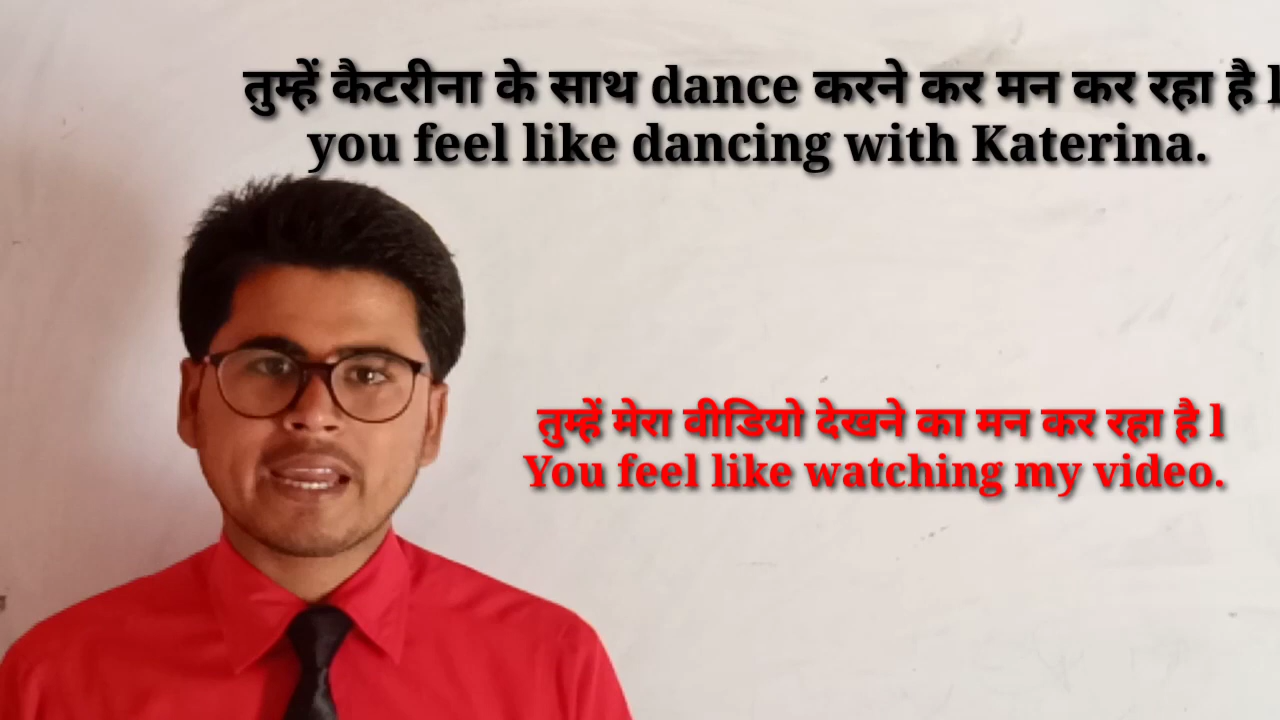 तुम्हें कैटरीना के साथ dance करने कर मन कर रहा है l
you feel like dancing with Katerina.
तुम्हें मेरा वीडियो देखने का मन कर रहा है l
You feel like watching my video.